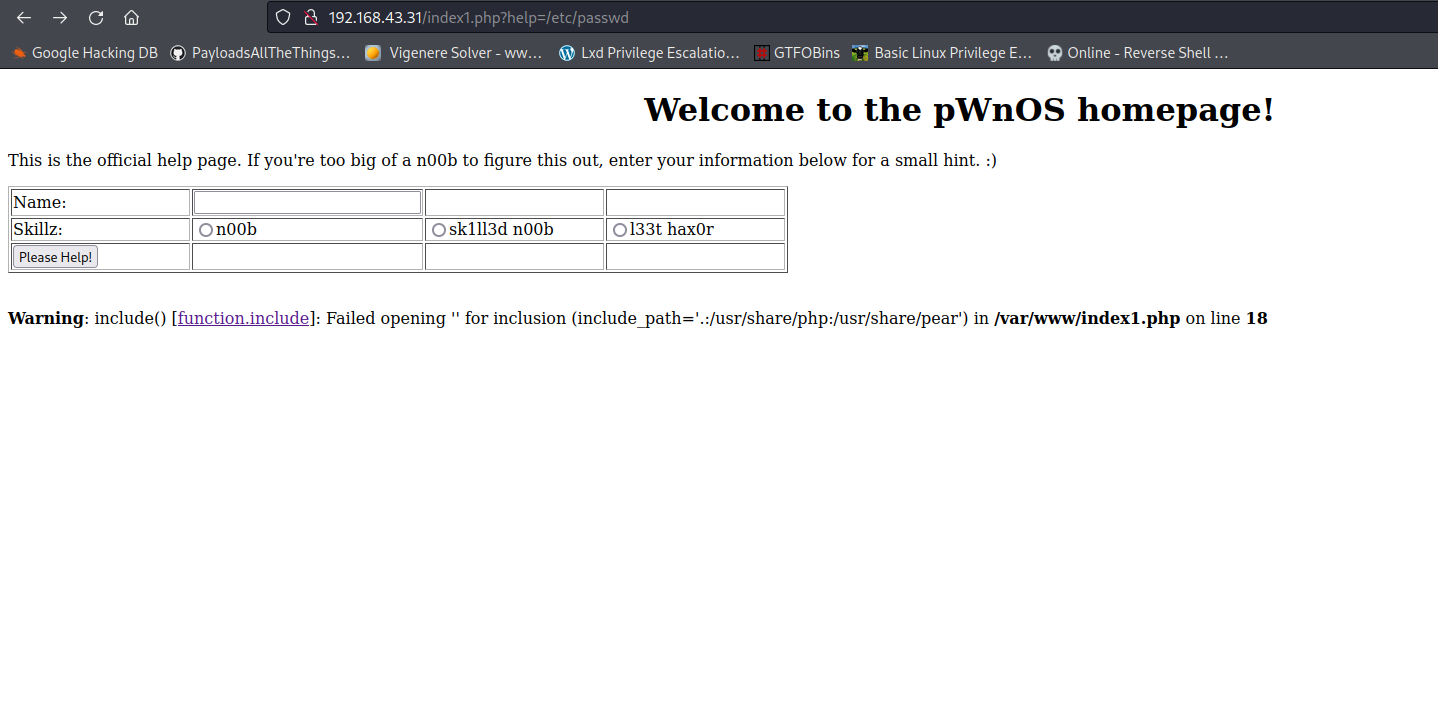 192.168.43.31/index1.php?help=/etc/passwd
Google Hacking DB PayloadsAllTheThings… Vigenere Solver - ww… Lxd Privilege Escalatio… GTFOBins Basic Linux Privilege E… Online - Reverse Shell …
Welcome to the pWnOS homepage!
This is the official help page. If you're too big of a n00b to figure this out, enter your information below for a small hint. :)
Name:
Skillz: n00b sk1ll3d n00b l33t hax0r
Please Help!
Warning: include() [function.include]: Failed opening '' for inclusion (include_path='.:/usr/share/php:/usr/share/pear') in /var/www/index1.php on line 18